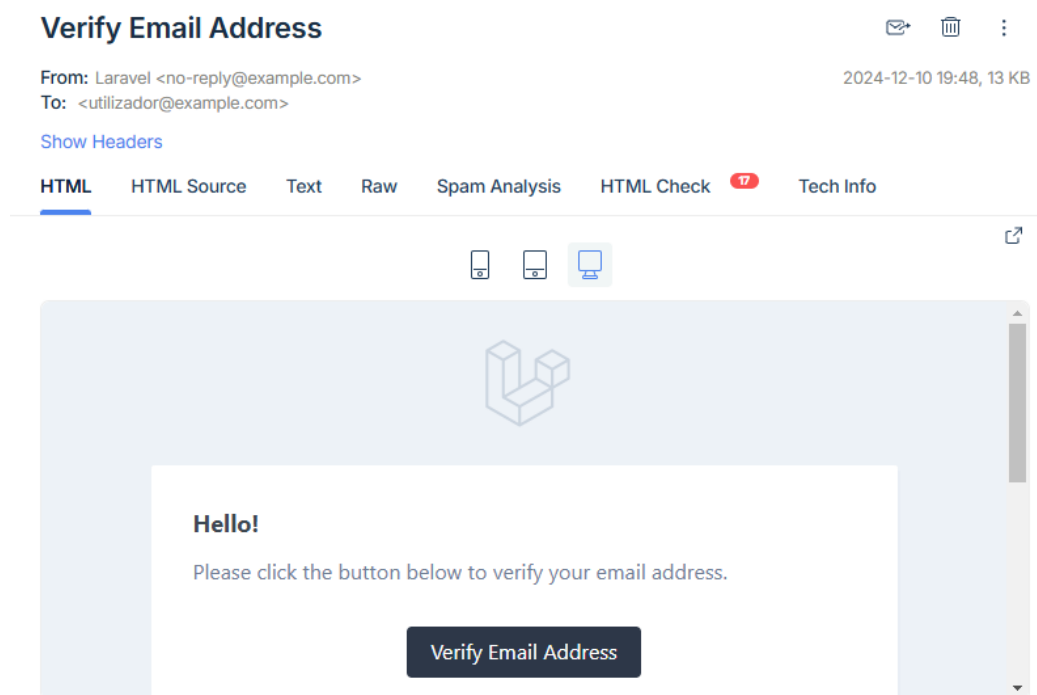 Verify Email Address
From: Laravel <no-reply@example.com>
2024-12-10 19:48, 13 KB
To: <utilizador@example.com>
Show Headers
HTML HTML Source Text Raw Spam Analysis HTML Check 17 Tech Info
Hello!
Please click the button below to verify your email address.
Verify Email Address